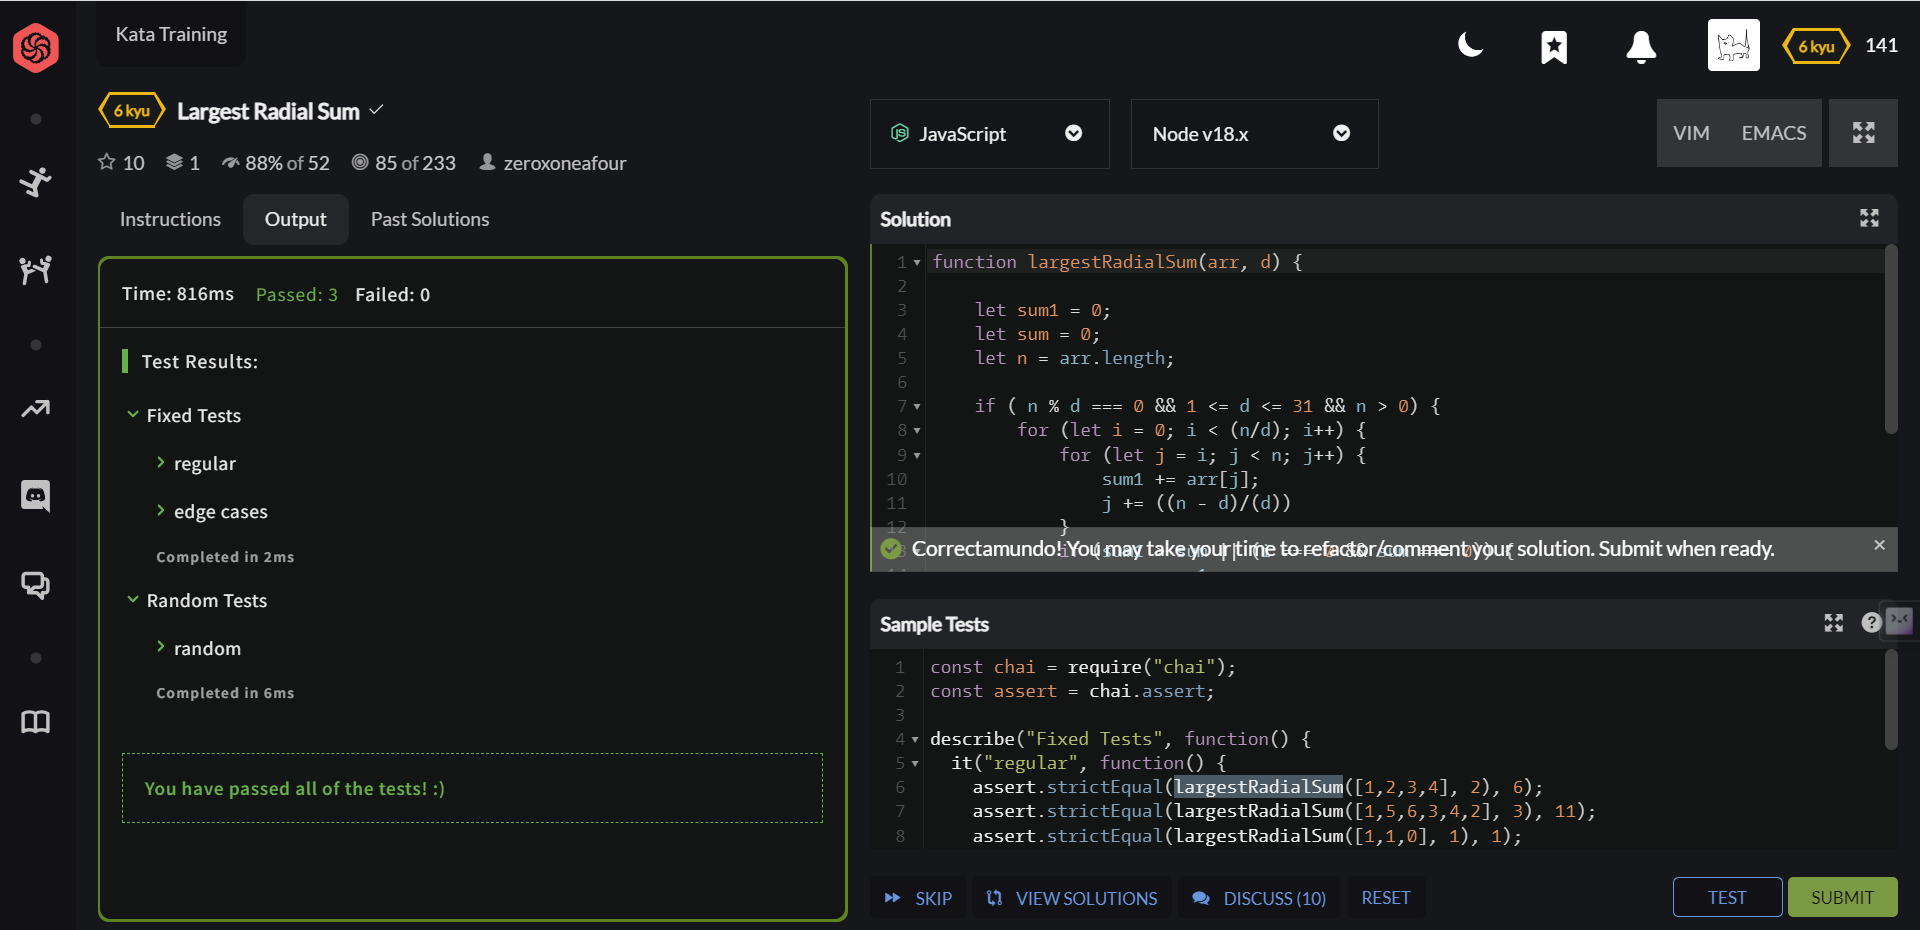 Kata Training
6 kyu 141
6 kyu Largest Radial Sum
10 1 88% of 52 85 of 233 zeroxoneafour
Instructions Output Past Solutions
Time: 816ms Passed: 3 Failed: 0
Test Results:
Fixed Tests
regular
edge cases
Completed in 2ms
Random Tests
random
Completed in 6ms
You have passed all of the tests! :)
JavaScript Node v18.x VIM EMACS
Solution
1 function largestRadialSum(arr, d) {
2
3 let sum1 = 0;
4 let sum = 0;
5 let n = arr.length;
6
7 if ( n % d === 0 && 1 <= d <= 31 && n > 0) {
8 for (let i = 0; i < (n/d); i++) {
9 for (let j = i; j < n; j++) {
10 sum1 += arr[j];
11 j += ((n - d)/(d))
12 }
Correctamundo! You may take your time to refactor/comment your solution. Submit when ready.
Sample Tests
1 const chai = require("chai");
2 const assert = chai.assert;
3
4 describe("Fixed Tests", function() {
5 it("regular", function() {
6 assert.strictEqual(largestRadialSum([1,2,3,4], 2), 6);
7 assert.strictEqual(largestRadialSum([1,5,6,3,4,2], 3), 11);
8 assert.strictEqual(largestRadialSum([1,1,0], 1), 1);
SKIP VIEW SOLUTIONS DISCUSS (10) RESET TEST SUBMIT